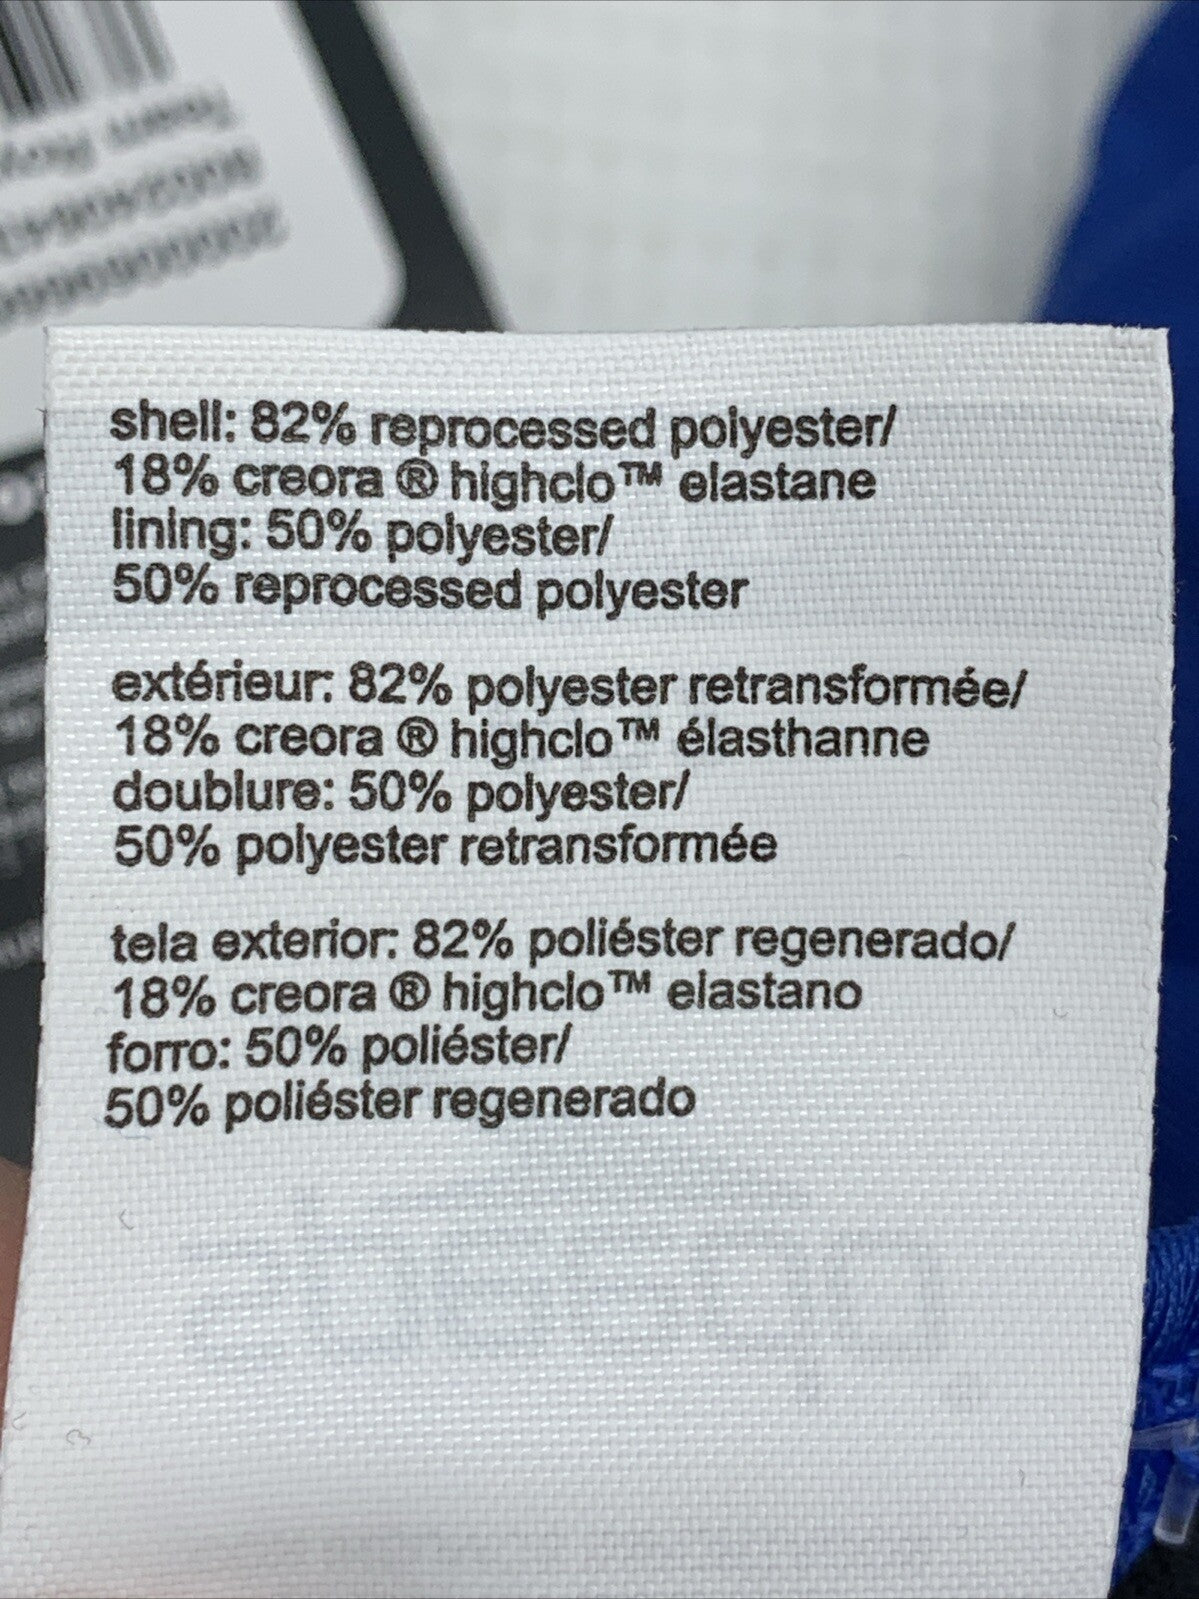 Team Roy
shell: 82% reprocessed polyester/
18% creora ® highclo™ elastane
lining: 50% polyester/
50% reprocessed polyester
extérieur: 82% polyester retransformée/
18% creora ® highclo™ élasthanne
doublure: 50% polyester/
50% polyester retransformée
tela exterior: 82% poliéster regenerado/
18% creora ® highclo™ elastano
forro: 50% poliéster/
50% poliéster regenerado